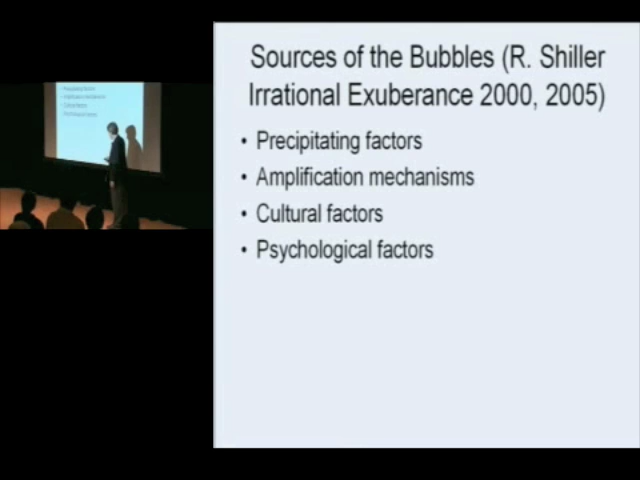 Sources of the Bubbles (R. Shiller
Irrational Exuberance 2000, 2005)
• Precipitating factors
• Amplification mechanisms
• Cultural factors
• Psychological factors